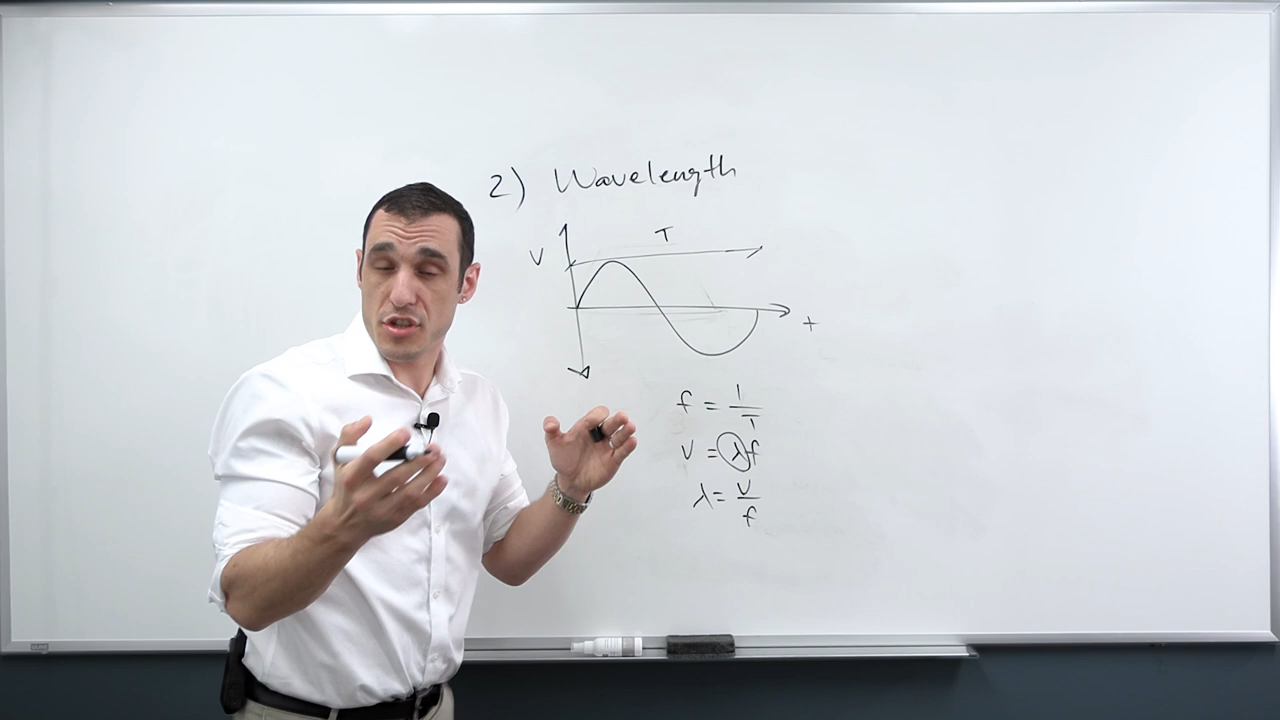 2) Wavelength
T
V
t
f = 1/T
v = λf
λ = v/f